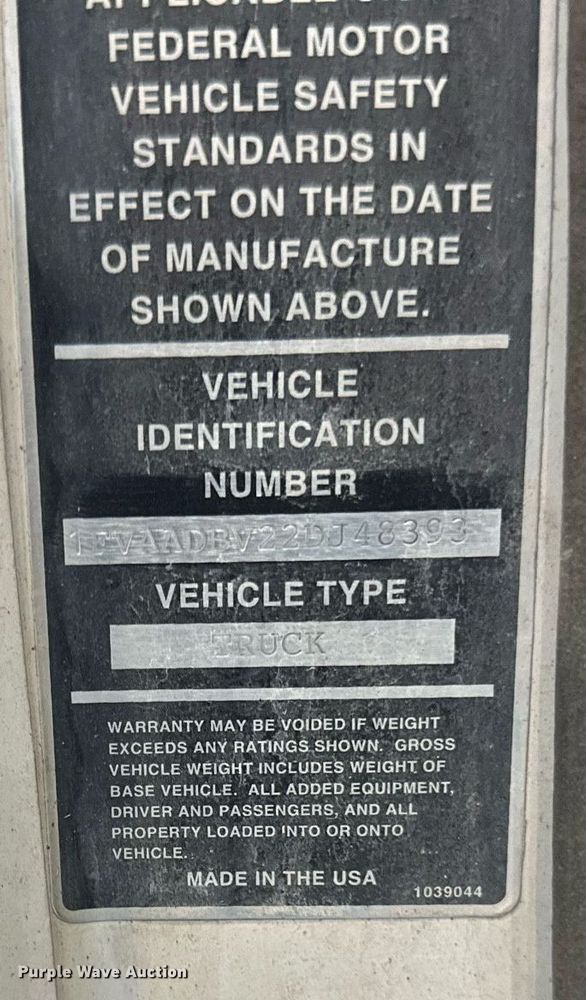 APPLICABLE
FEDERAL MOTOR
VEHICLE SAFETY
STANDARDS IN
EFFECT ON THE DATE
OF MANUFACTURE
SHOWN ABOVE.
VEHICLE
IDENTIFICATION
NUMBER
1FVAADBV22DJ48393
VEHICLE TYPE
TRUCK
WARRANTY MAY BE VOIDED IF WEIGHT
EXCEEDS ANY RATINGS SHOWN. GROSS
VEHICLE WEIGHT INCLUDES WEIGHT OF
BASE VEHICLE. ALL ADDED EQUIPMENT,
DRIVER AND PASSENGERS, AND ALL
PROPERTY LOADED INTO OR ONTO
VEHICLE.
MADE IN THE USA
1039044
Purple Wave Auction